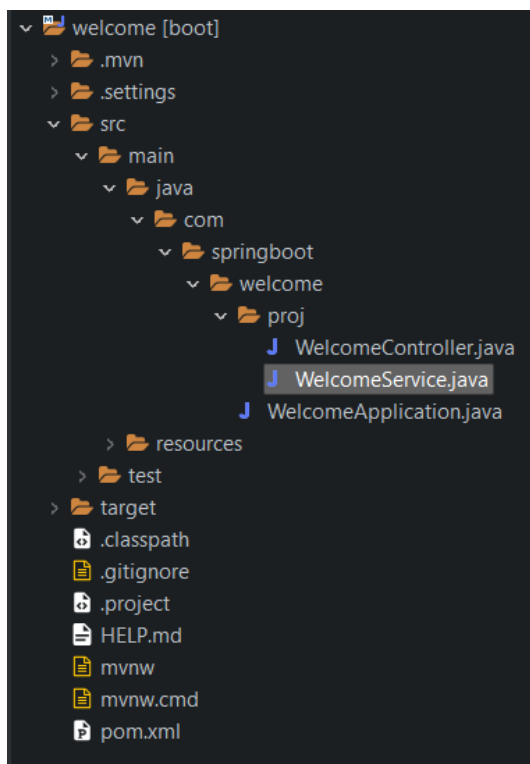 welcome [boot]
.mvn
.settings
src
main
java
com
springboot
welcome
proj
WelcomeController.java
WelcomeService.java
WelcomeApplication.java
resources
test
target
.classpath
.gitignore
.project
HELP.md
mvnw
mvnw.cmd
pom.xml